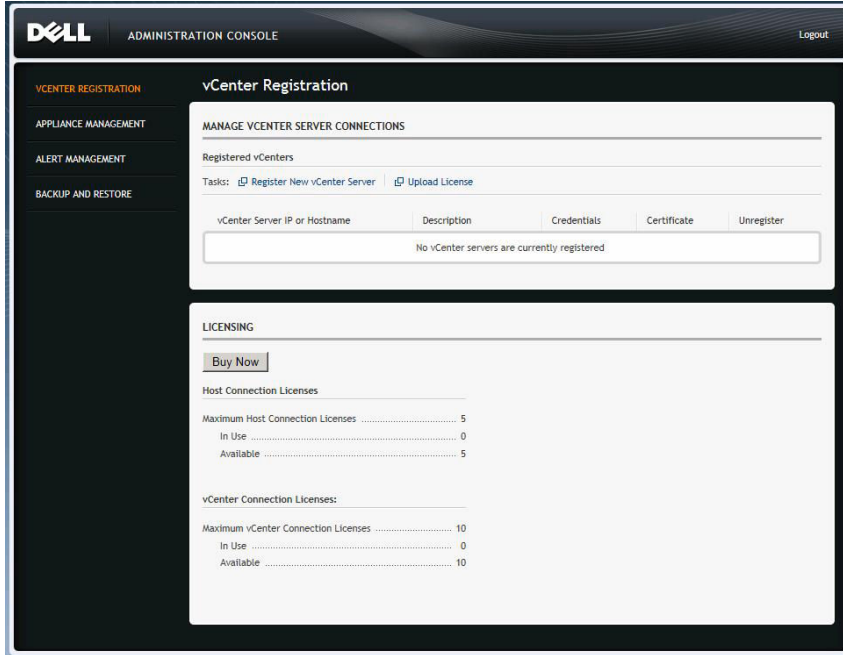 DELL ADMINISTRATION CONSOLE Logout
VCENTER REGISTRATION
APPLIANCE MANAGEMENT
ALERT MANAGEMENT
BACKUP AND RESTORE
vCenter Registration
MANAGE VCENTER SERVER CONNECTIONS
Registered vCenters
Tasks: Register New vCenter Server Upload License
vCenter Server IP or Hostname Description Credentials Certificate Unregister
No vCenter servers are currently registered
LICENSING
Buy Now
Host Connection Licenses
Maximum Host Connection Licenses ................................... 5
In Use ................................... 0
Available ................................... 5
vCenter Connection Licenses:
Maximum vCenter Connection Licenses ............................ 10
In Use ................................... 0
Available ................................... 10